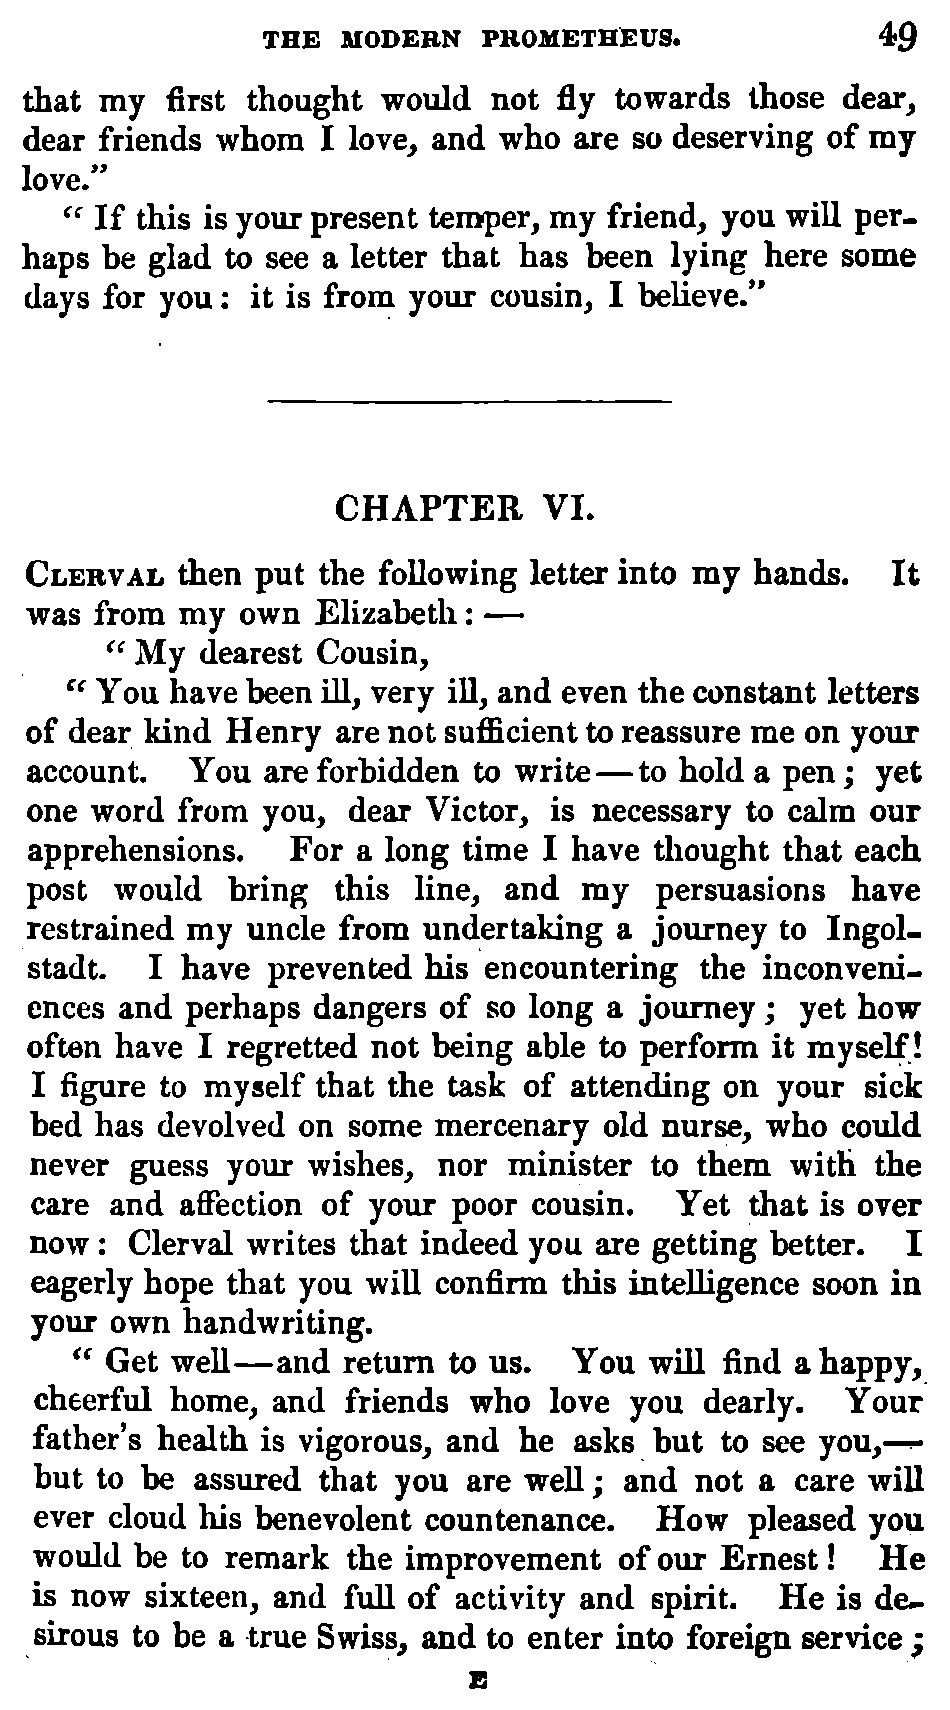 THE MODERN PROMETHEUS. 49
that my first thought would not fly towards those dear,
dear friends whom I love, and who are so deserving of my
love.”
“ If this is your present temper, my friend, you will per-
haps be glad to see a letter that has been lying here some
days for you : it is from your cousin, I believe.”
CHAPTER VI.
CLERVAL then put the following letter into my hands. It
was from my own Elizabeth : —
“ My dearest Cousin,
“ You have been ill, very ill, and even the constant letters
of dear kind Henry are not sufficient to reassure me on your
account. You are forbidden to write—to hold a pen ; yet
one word from you, dear Victor, is necessary to calm our
apprehensions. For a long time I have thought that each
post would bring this line, and my persuasions have
restrained my uncle from undertaking a journey to Ingol-
stadt. I have prevented his encountering the inconveni-
ences and perhaps dangers of so long a journey ; yet how
often have I regretted not being able to perform it myself!
I figure to myself that the task of attending on your sick
bed has devolved on some mercenary old nurse, who could
never guess your wishes, nor minister to them with the
care and affection of your poor cousin. Yet that is over
now : Clerval writes that indeed you are getting better. I
eagerly hope that you will confirm this intelligence soon in
your own handwriting.
“ Get well—and return to us. You will find a happy,
cheerful home, and friends who love you dearly. Your
father's health is vigorous, and he asks but to see you,—
but to be assured that you are well ; and not a care will
ever cloud his benevolent countenance. How pleased you
would be to remark the improvement of our Ernest ! He
is now sixteen, and full of activity and spirit. He is de-
sirous to be a true Swiss, and to enter into foreign service ;
E